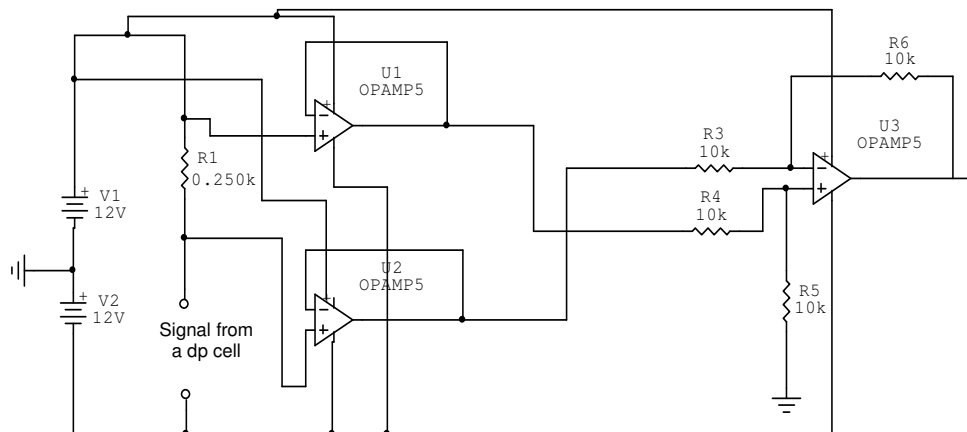 R6
10k
U1
OPAMP5
U3
OPAMP5
R3
10k
R1
0.250k
R4
10k
V1
12V
U2
OPAMP5
V2
12V
R5
10k
Signal from
a dp cell